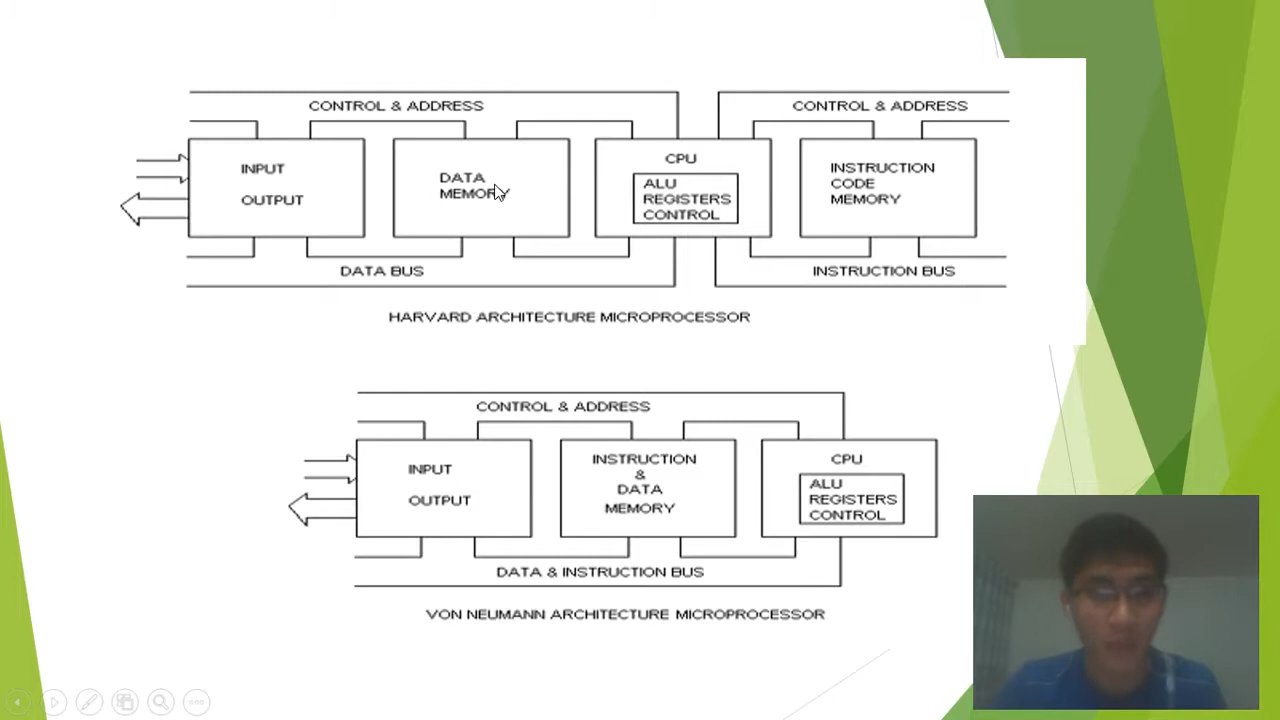 CONTROL & ADDRESS
CONTROL & ADDRESS
INPUT
OUTPUT
DATA
MEMORY
CPU
ALU
REGISTERS
CONTROL
INSTRUCTION
CODE
MEMORY
DATA BUS
INSTRUCTION BUS
HARVARD ARCHITECTURE MICROPROCESSOR
CONTROL & ADDRESS
INPUT
OUTPUT
INSTRUCTION
&
DATA
MEMORY
CPU
ALU
REGISTERS
CONTROL
DATA & INSTRUCTION BUS
VON NEUMANN ARCHITECTURE MICROPROCESSOR